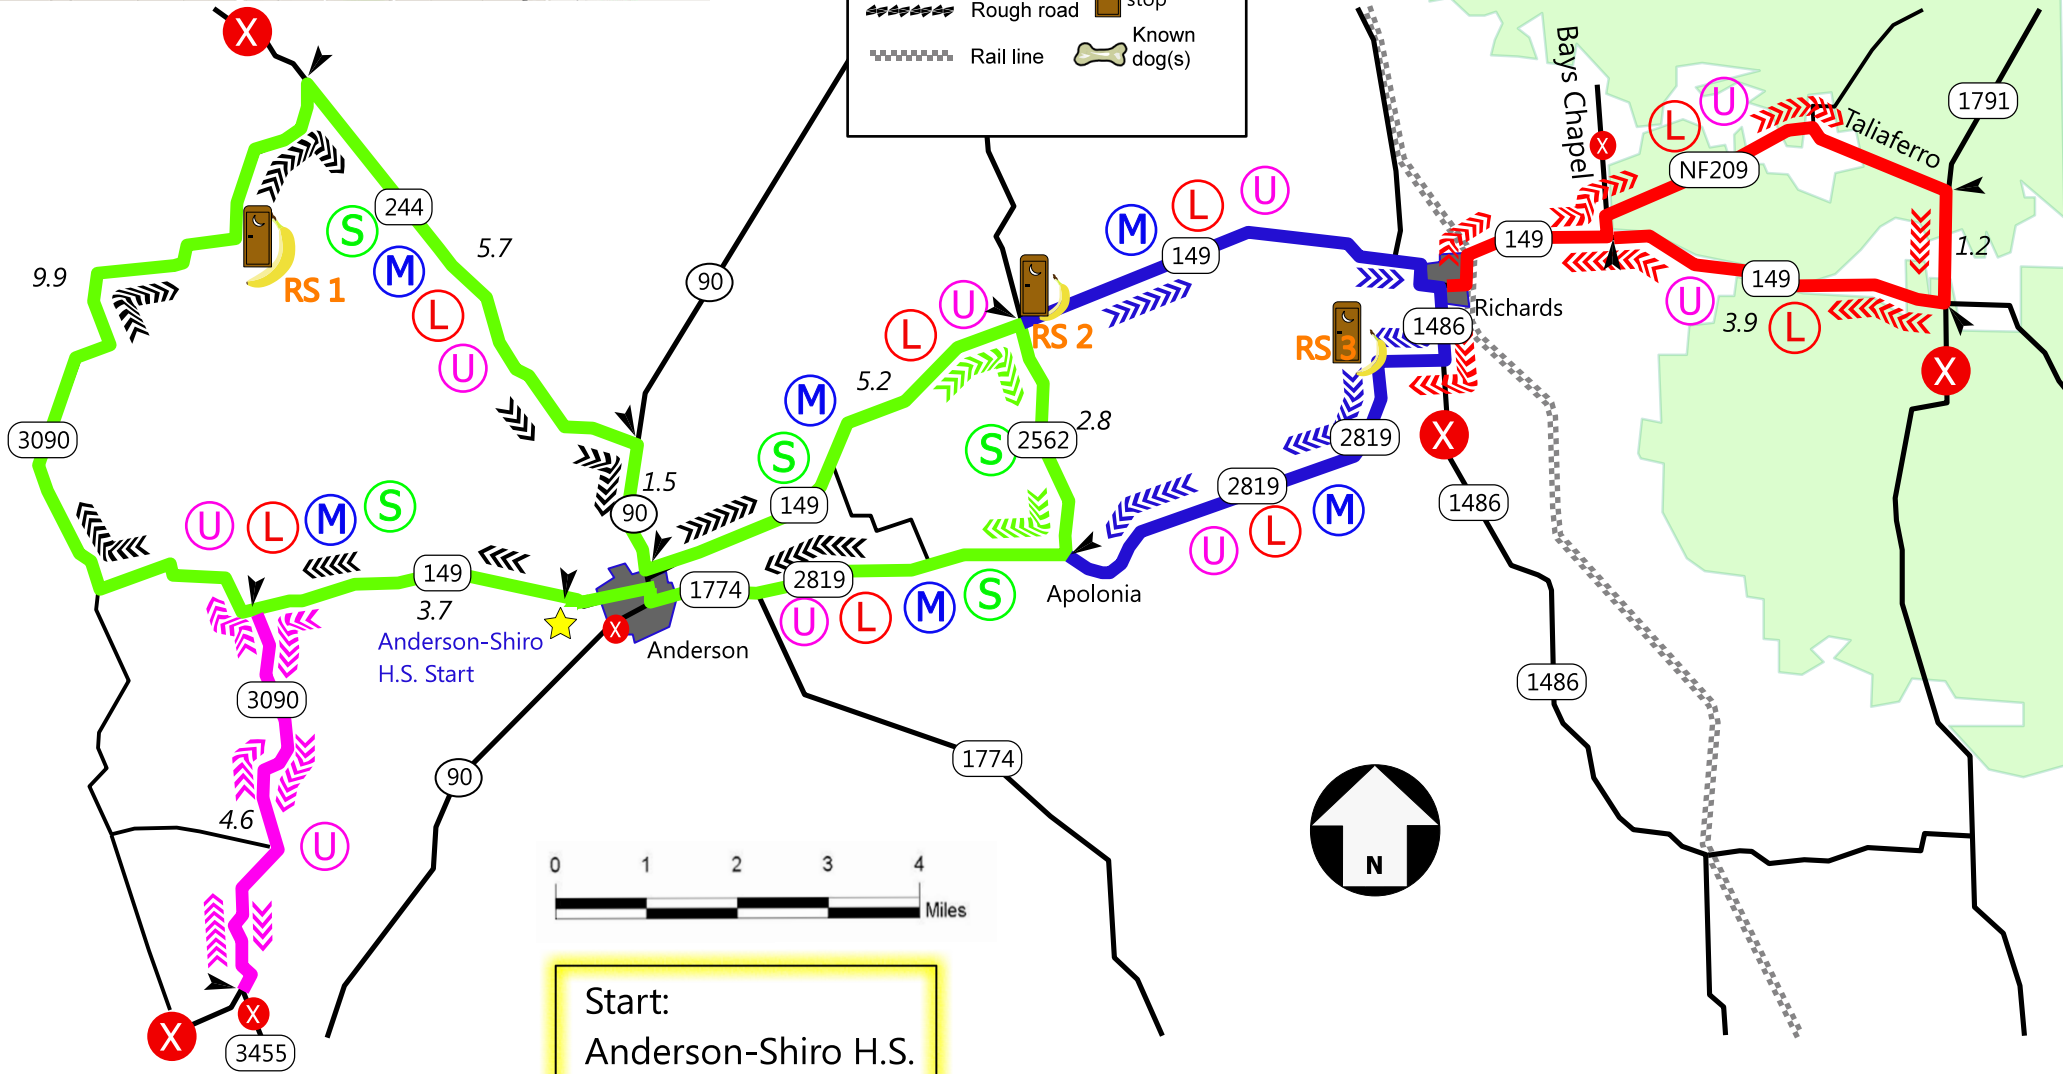 Rough road
stop
Rail line
Known
dog(s)
X
Bays Chapel
X
L
U
1791
Taliaferro
NF209
244
S
M
L
U
5.7
RS 1
9.9
90
M
L
U
149
149
149
1.2
U
3.9
L
Richards
1486
RS 2
RS 3
U
L
5.2
M
S
149
2562
2.8
S
2819
2819
U
L
M
X
X
1486
3090
1.5
90
U
L
M
S
149
3.7
Anderson-Shiro
H.S. Start
X
Anderson
1774
2819
U
L
M
S
Apolonia
3090
4.6
U
90
1774
1486
N
0 1 2 3 4
Miles
X
X
3455
Start:
Anderson-Shiro H.S.